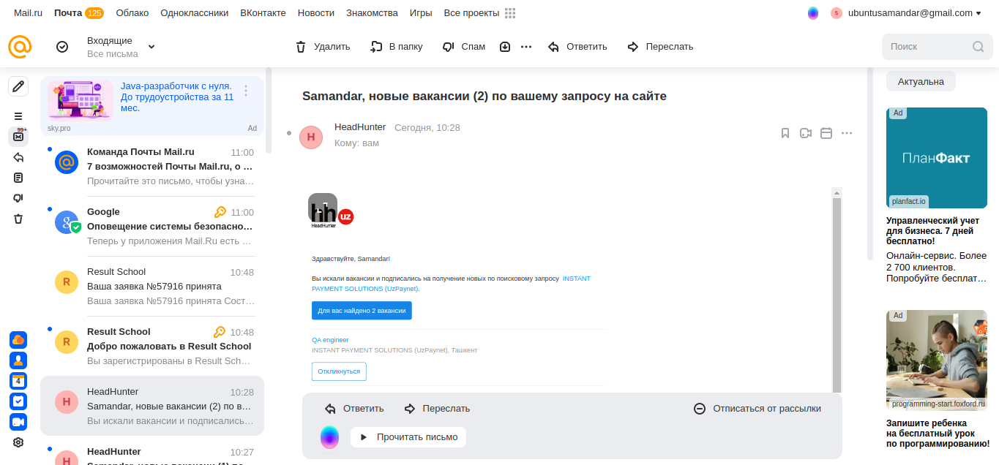 Mail.ru Почта 125 Облако Одноклассники ВКонтакте Новости Знакомства Игры Все проекты
s ubuntusamandar@gmail.com
Входящие
Все письма
Удалить В папку Спам Ответить Переслать
Поиск
99+
4
Java-разработчик с нуля.
До трудоустройства за 11
мес.
sky.pro Ad
Команда Почты Mail.ru 11:00
7 возможностей Почты Mail.ru, о …
Прочитайте это письмо, чтобы узна…
g
Google 11:00
Оповещение системы безопасно…
Теперь у приложения Mail.Ru есть …
R
Result School 10:48
Ваша заявка №57916 принята
Ваша заявка №57916 принята Сост…
R
Result School 10:48
Добро пожаловать в Result School
Вы зарегистрированы в Result Sch…
H
HeadHunter 10:28
Samandar, новые вакансии (2) по в…
Вы искали вакансии и подписались…
H
HeadHunter 10:27
Samandar, новые вакансии (1) по…
Samandar, новые вакансии (2) по вашему запросу на сайте
H
HeadHunter Сегодня, 10:28
Кому: вам
hh uz
HeadHunter
Здравствуйте, Samandar!
Вы искали вакансии и подписались на получение новых по поисковому запросу INSTANT
PAYMENT SOLUTIONS (UzPaynet).
Для вас найдено 2 вакансии
QA engineer
INSTANT PAYMENT SOLUTIONS (UzPaynet), Ташкент
Откликнуться
Ответить Переслать Отписаться от рассылки
Прочитать письмо
Актуальна
Ad
ПланФакт
planfact.io
Управленческий учет
для бизнеса. 7 дней
бесплатно!
Онлайн-сервис. Более
2 700 клиентов.
Попробуйте бесплат…
Ad
programming-start.foxford.ru
Запишите ребенка
на бесплатный урок
по программированию!